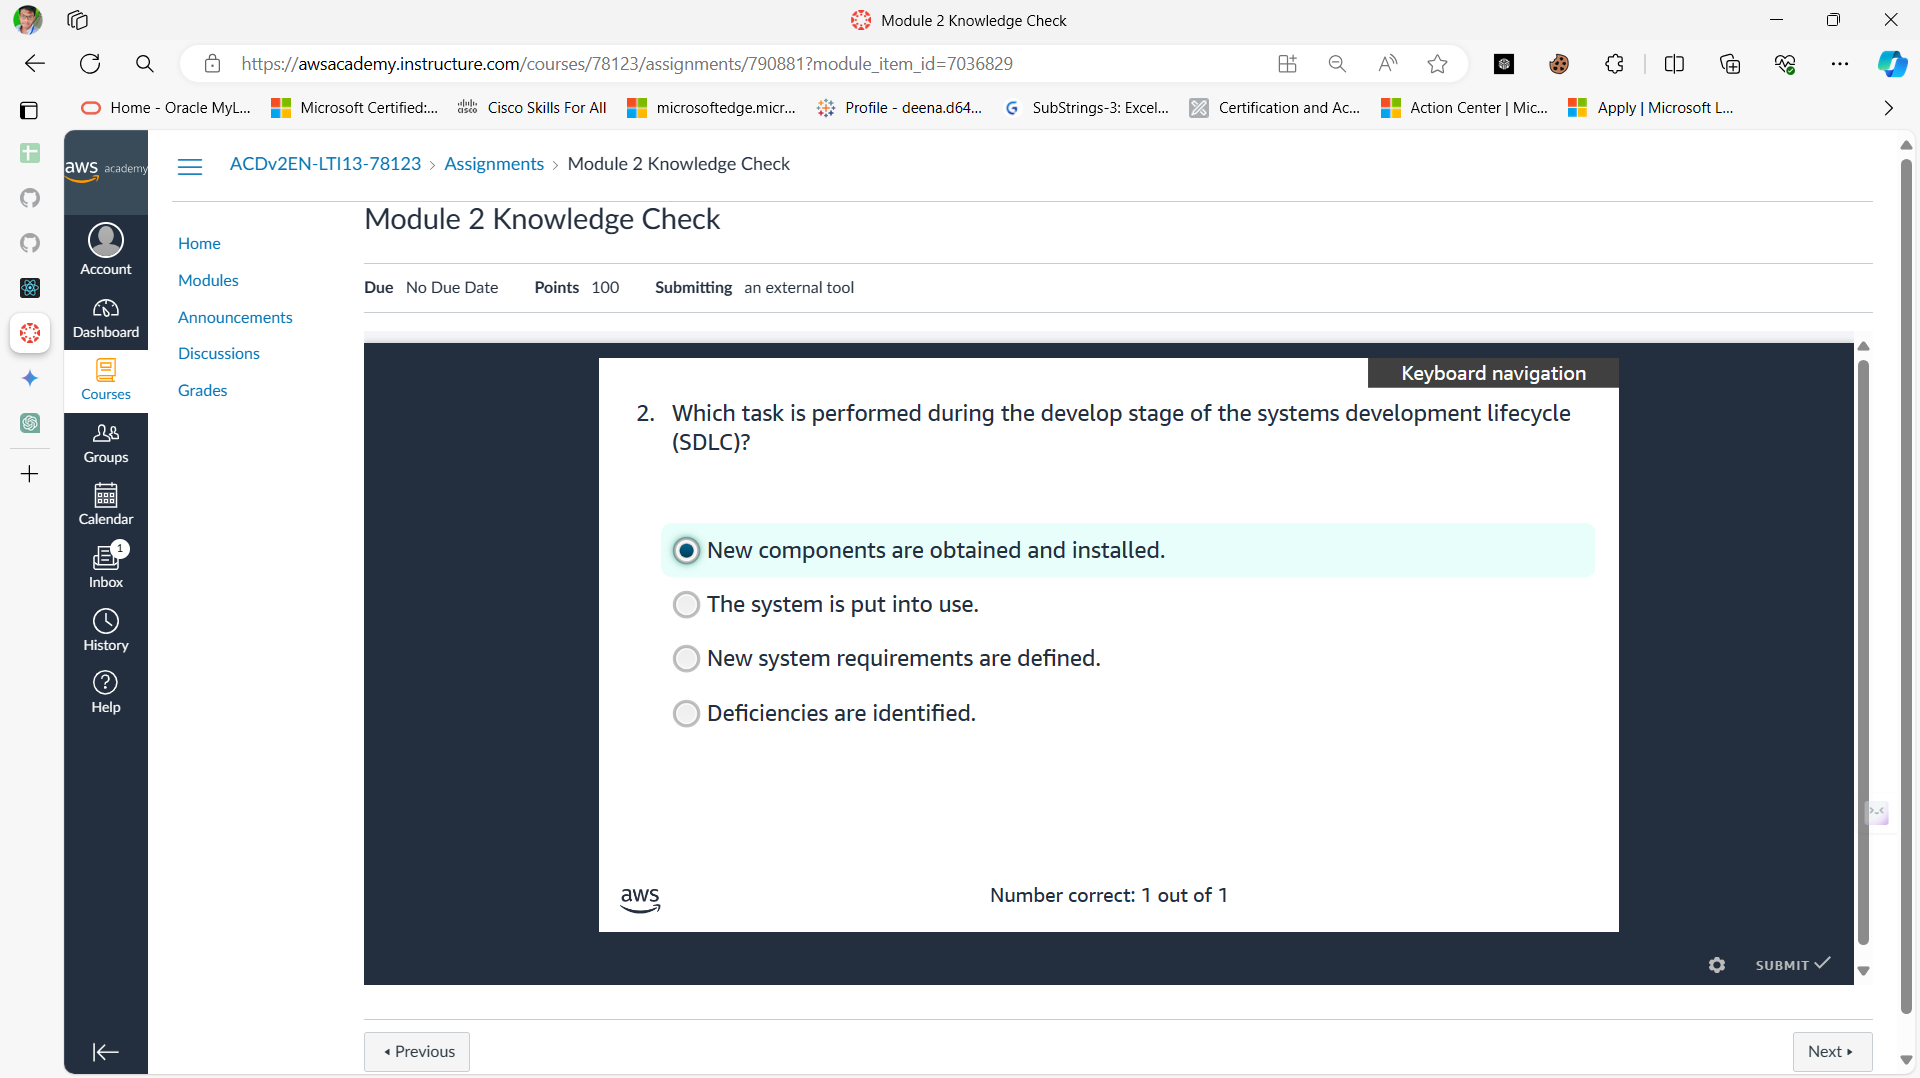 Module 2 Knowledge Check
https://awsacademy.instructure.com/courses/78123/assignments/790881?module_item_id=7036829
Home - Oracle MyL...
Microsoft Certified:...
Cisco Skills For All
microsoftedge.micr...
Profile - deena.d64...
SubStrings-3: Excel...
Certification and Ac...
Action Center | Mic...
Apply | Microsoft L...
aws academy
ACDv2EN-LTI13-78123 › Assignments › Module 2 Knowledge Check
Account
Dashboard
Courses
Groups
Calendar
1
Inbox
History
Help
Home
Modules
Announcements
Discussions
Grades
Module 2 Knowledge Check
Due No Due Date Points 100 Submitting an external tool
Keyboard navigation
2. Which task is performed during the develop stage of the systems development lifecycle
(SDLC)?
New components are obtained and installed.
The system is put into use.
New system requirements are defined.
Deficiencies are identified.
aws
Number correct: 1 out of 1
SUBMIT
Previous
Next